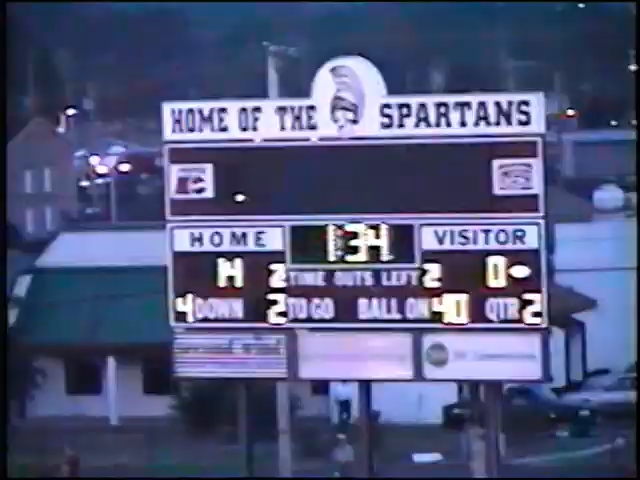 HOME OF THE SPARTANS
HOME 1:34 VISITOR
14 2 TIME OUTS LEFT 2 0
4 DOWN 2 TO GO BALL ON 40 QTR 2